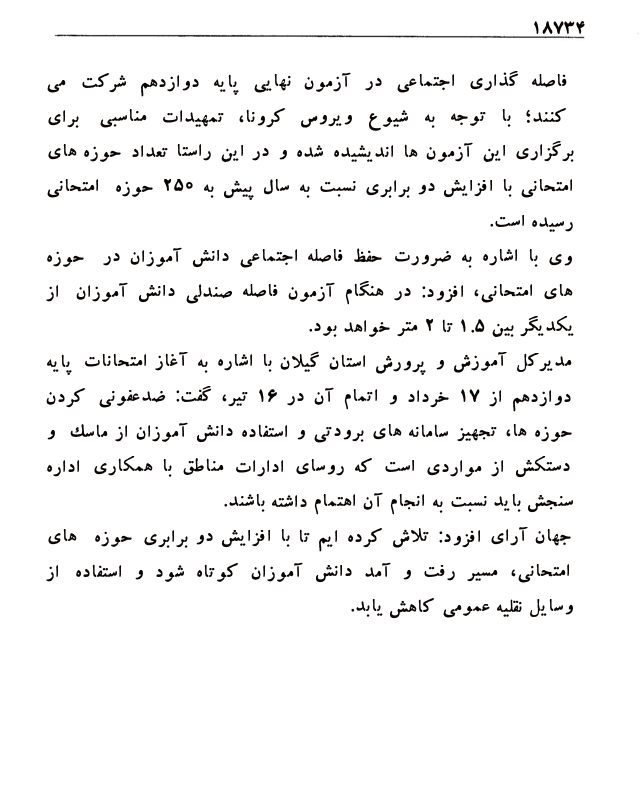 ۱۸۷۳۴
فاصله گذاری اجتماعی در آزمون نهایی پایه دوازدهم شرکت می
کنند؛ با توجه به شیوع ویروس کرونا، تمهیدات مناسبی برای
برگزاری این آزمون ها اندیشیده شده و در این راستا تعداد حوزه های
امتحانی با افزایش دو برابری نسبت به سال پیش به ۲۵۰ حوزه امتحانی
رسیده است.
وی با اشاره به ضرورت حفظ فاصله اجتماعی دانش آموزان در حوزه
های امتحانی، افزود: در هنگام آزمون فاصله صندلی دانش آموزان از
یکدیگر بین ۱.۵ تا ۲ متر خواهد بود.
مدیرکل آموزش و پرورش استان گیلان با اشاره به آغاز امتحانات پایه
دوازدهم از ۱۷ خرداد و اتمام آن در ۱۶ تیر، گفت: ضدعفونی کردن
حوزه ها، تجهیز سامانه های برودتی و استفاده دانش آموزان از ماسك و
دستکش از مواردی است که روسای ادارات مناطق با همکاری اداره
سنجش باید نسبت به انجام آن اهتمام داشته باشند.
جهان آرای افزود: تلاش کرده ایم تا با افزایش دو برابری حوزه های
امتحانی، مسیر رفت و آمد دانش آموزان کوتاه شود و استفاده از
وسایل نقلیه عمومی کاهش یابد.